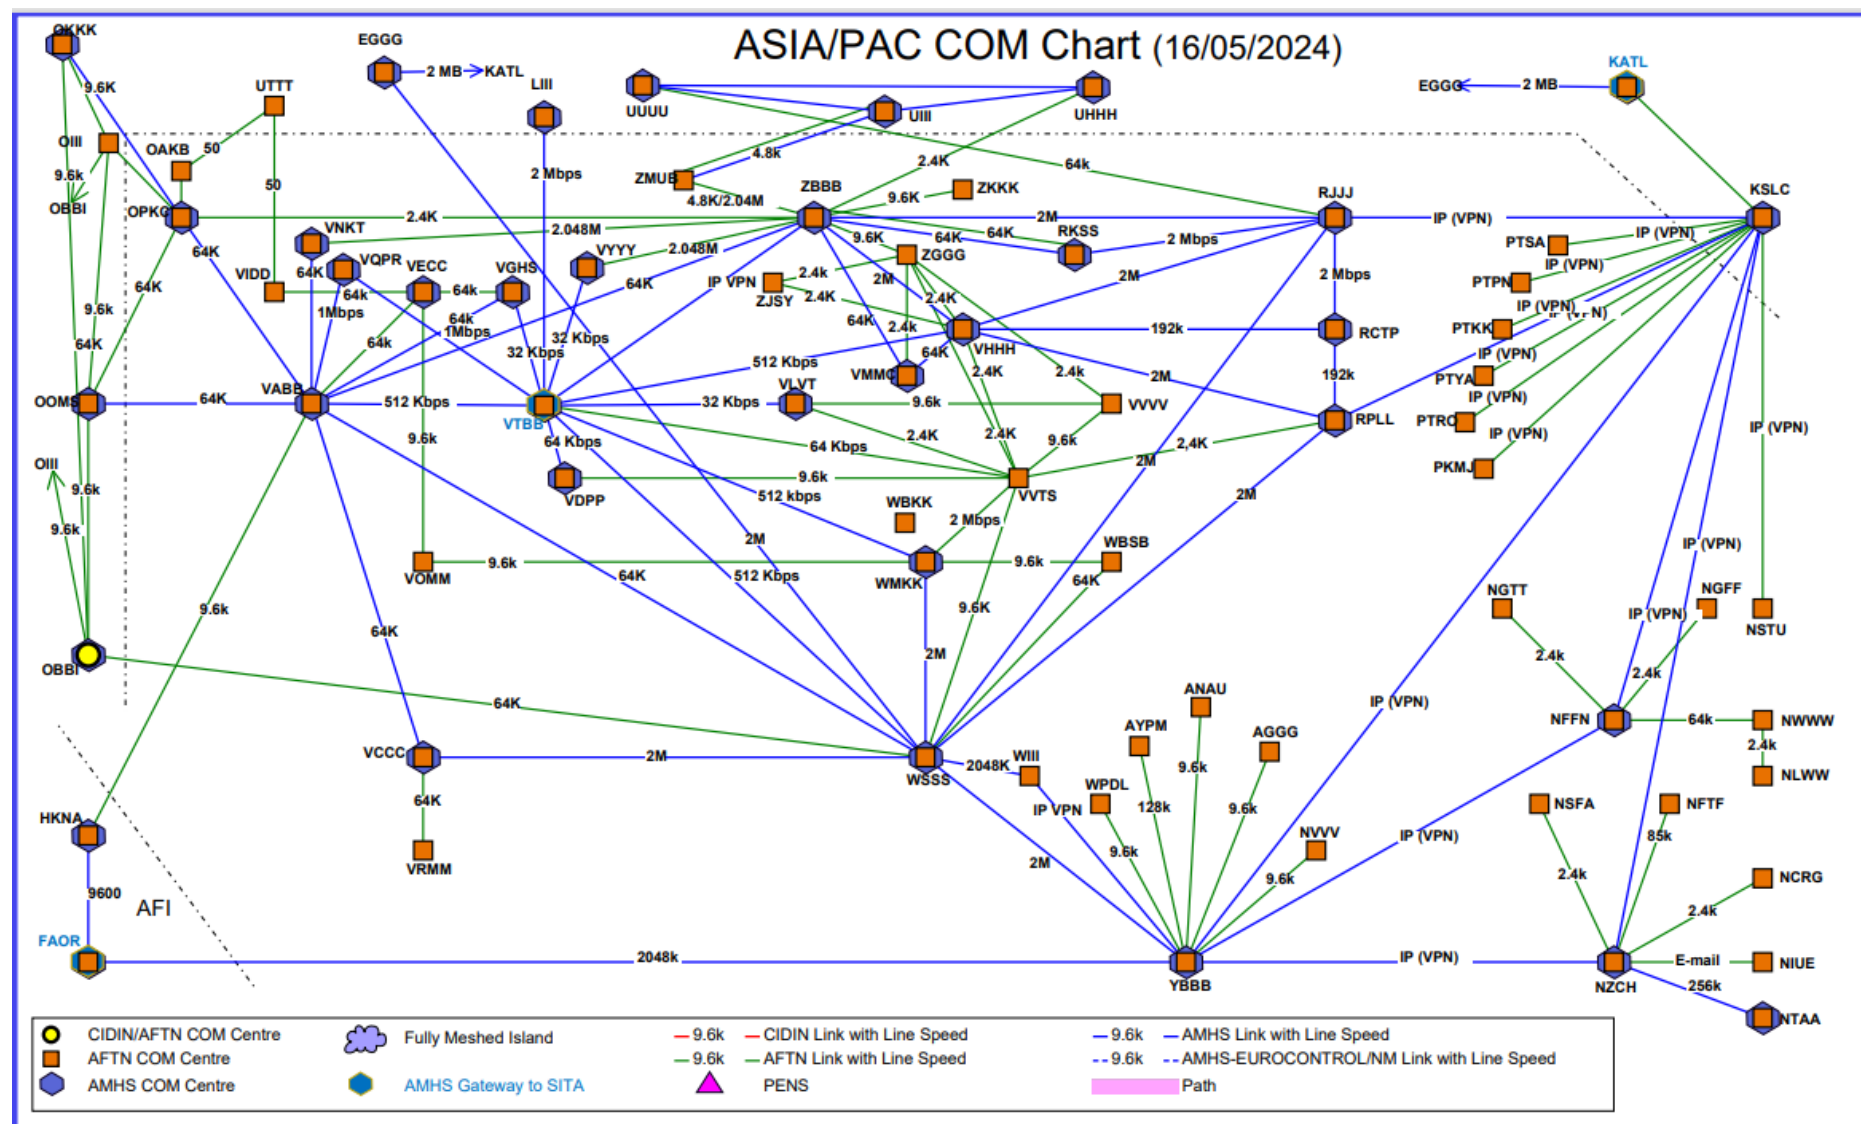 ASIA/PAC COM Chart (16/05/2024)
OKKK
EGGG
2 MB
KATL
LIII
UUUU
UIII
UHHH
EGGG
2 MB
KATL
9.6K
UTTT
OIII
OAKB
50
9.6k
50
OBBI
OPKC
2 Mbps
4.8k
ZMUB
4.8K/2.04M
2.4K
64k
ZBBB
9.6K
ZKKK
RJJJ
KSLC
2.4K
VNKT
2.048M
2M
IP (VPN)
64K
VQPR
VECC
VGHS
VYYY
2.048M
9.6K
64K
64K
RKSS
2 Mbps
ZGGG
PTSA
IP (VPN)
VIDD
64K
64k
64k
64K
IP VPN
2.4k
2M
2M
2 Mbps
IP (VPN)
PTPN
64K
ZJSY
2.4K
2.4K
9.6k
1Mbps
64k
1Mbps
64K
2.4k
192k
RCTP
IP (VPN)
IP (VPN)
PTKK
64K
64k
32 Kbps
32 Kbps
VHHH
64K
IP (VPN)
512 Kbps
VMMC
2.4K
2.4k
2M
192k
PTYA
OOMS
64K
VABB
512 Kbps
VTBB
32 Kbps
VLVT
9.6k
VVVV
IP (VPN)
PTRO
RPLL
IP (VPN)
IP (VPN)
9.6k
64 Kbps
64 Kbps
2.4K
2.4K
9.6k
2,4K
OIII
2M
PKMJ
9.6k
VDPP
9.6k
VVTS
512 kbps
2M
WBKK
2 Mbps
9.6k
2M
WBSB
IP (VPN)
VOMM
9.6k
WMKK
9.6k
64K
512 Kbps
64K
9.6k
9.6K
NGTT
NGFF
IP (VPN)
NSTU
64K
2M
2.4k
2.4k
OBBI
64K
ANAU
IP (VPN)
AYPM
AGGG
NFFN
64k
NWWW
2.4k
VCCC
2M
WSSS
2048K
WIII
9.6k
NLWW
64K
WPDL
128k
9.6k
IP VPN
NSFA
NFTF
HKNA
NVVV
IP (VPN)
85k
VRMM
2M
9.6k
9.6k
2.4k
NCRG
9600
AFI
2.4k
FAOR
2048k
YBBB
IP (VPN)
NZCH
E-mail
NIUE
256k
NTAA
CIDIN/AFTN COM Centre
Fully Meshed Island
9.6k
CIDIN Link with Line Speed
9.6k
AMHS Link with Line Speed
AFTN COM Centre
9.6k
AFTN Link with Line Speed
9.6k
AMHS-EUROCONTROL/NM Link with Line Speed
AMHS COM Centre
AMHS Gateway to SITA
PENS
Path